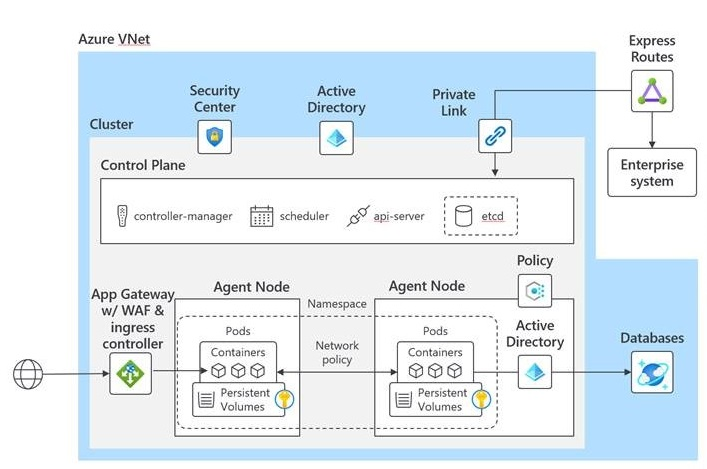 Azure VNet
Express
Routes
Security
Center
Active
Directory
Private
Link
Cluster
Enterprise
system
Control Plane
controller-manager
scheduler
api-server
etcd
Policy
App Gateway
w/ WAF &
ingress
controller
Agent Node
Agent Node
Namespace
Pods
Pods
Active
Directory
Databases
Containers
Network
policy
Containers
Persistent
Volumes
Persistent
Volumes